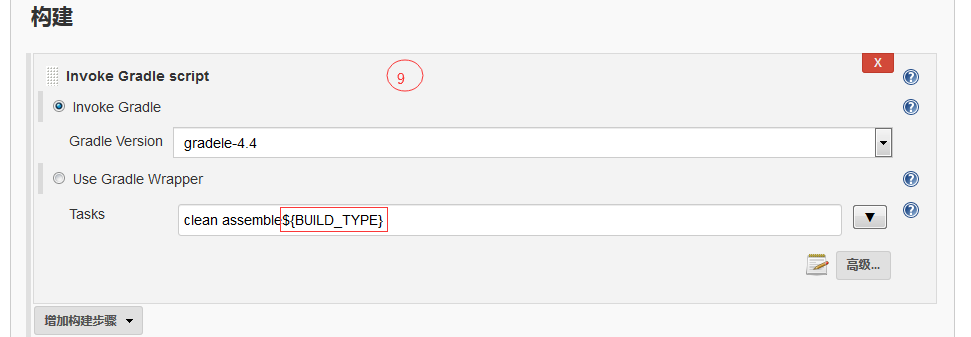 构建
Invoke Gradle script
9
X
Invoke Gradle
Gradle Version
gradele-4.4
Use Gradle Wrapper
Tasks
clean assemble${BUILD_TYPE}
高级...
增加构建步骤